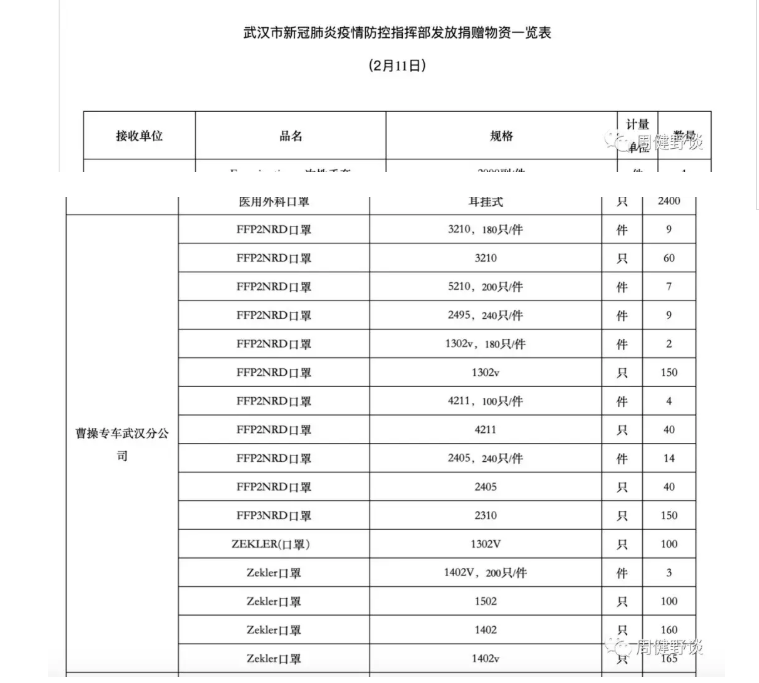 武汉市新冠肺炎疫情防控指挥部发放捐赠物资一览表
(2月11日)
接收单位 品名 规格 计量单位 数量
医用外科口罩 耳挂式 只 2400
曹操专车武汉分公司
FFP2NRD口罩 3210，180只/件 件 9
FFP2NRD口罩 3210 只 60
FFP2NRD口罩 5210，200只/件 件 7
FFP2NRD口罩 2495，240只/件 件 9
FFP2NRD口罩 1302v，180只/件 件 2
FFP2NRD口罩 1302v 只 150
FFP2NRD口罩 4211，100只/件 件 4
FFP2NRD口罩 4211 只 40
FFP2NRD口罩 2405，240只/件 件 14
FFP2NRD口罩 2405 只 40
FFP3NRD口罩 2310 只 150
ZEKLER(口罩） 1302V 只 100
Zekler口罩 1402V，200只/件 件 3
Zekler口罩 1502 只 100
Zekler口罩 1402 只 160
Zekler口罩 1402v 只 165
周健野谈
周健野谈